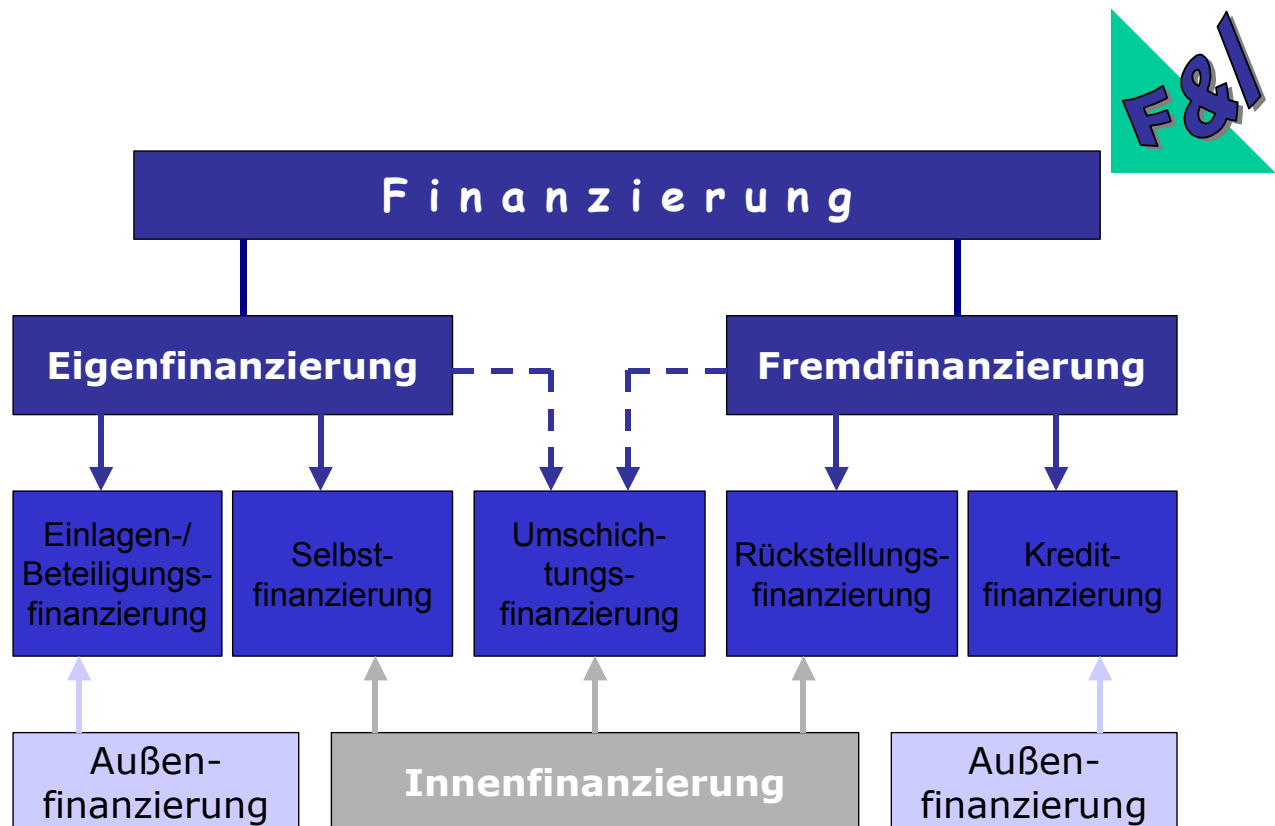 F&I
Finanzierung
Eigenfinanzierung
Fremdfinanzierung
Einlagen-/
Beteiligungs-
finanzierung
Selbst-
finanzierung
Umschich-
tungs-
finanzierung
Rückstellungs-
finanzierung
Kredit-
finanzierung
Außen-
finanzierung
Innenfinanzierung
Außen-
finanzierung